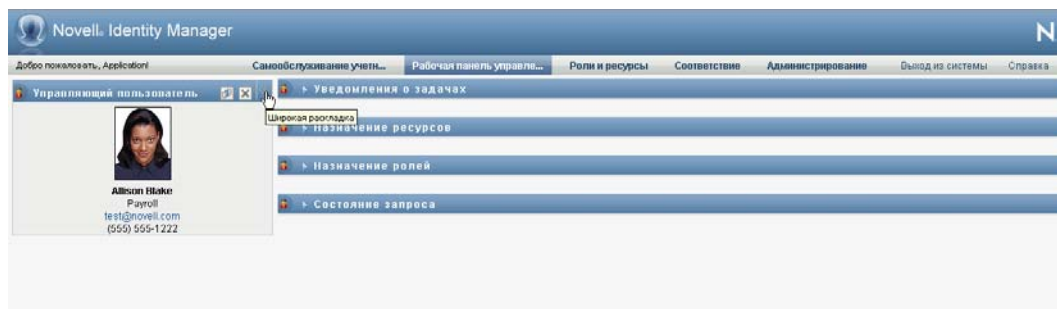 Novell® Identity Manager
N
Добро пожаловать, Application!
Самообслуживание учетн... Рабочая панель управле... Роли и ресурсы Соответствие Администрирование Выход из системы Справка
Управляющий пользователь
Уведомления о задачах
Широкая раскладка
Назначение ресурсов
Назначение ролей
Allison Blake
Payroll
test@novell.com
(555) 555-1222
Состояние запроса